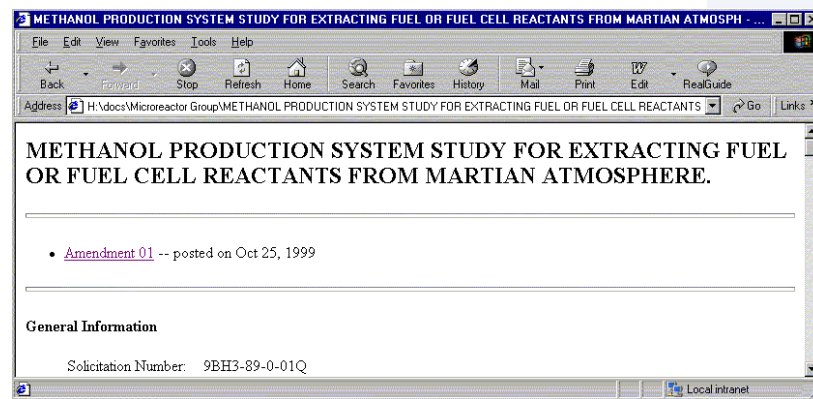 METHANOL PRODUCTION SYSTEM STUDY FOR EXTRACTING FUEL OR FUEL CELL REACTANTS FROM MARTIAN ATMOSPH - ...
File Edit View Favorites Tools Help
Back Forward Stop Refresh Home Search Favorites History Mail Print Edit RealGuide
Address H:\docs\Microreactor Group\METHANOL PRODUCTION SYSTEM STUDY FOR EXTRACTING FUEL OR FUEL CELL REACTANTS Go Links
METHANOL PRODUCTION SYSTEM STUDY FOR EXTRACTING FUEL
OR FUEL CELL REACTANTS FROM MARTIAN ATMOSPHERE.
• Amendment 01 -- posted on Oct 25, 1999
General Information
Solicitation Number: 9BH3-89-0-01Q
Local intranet